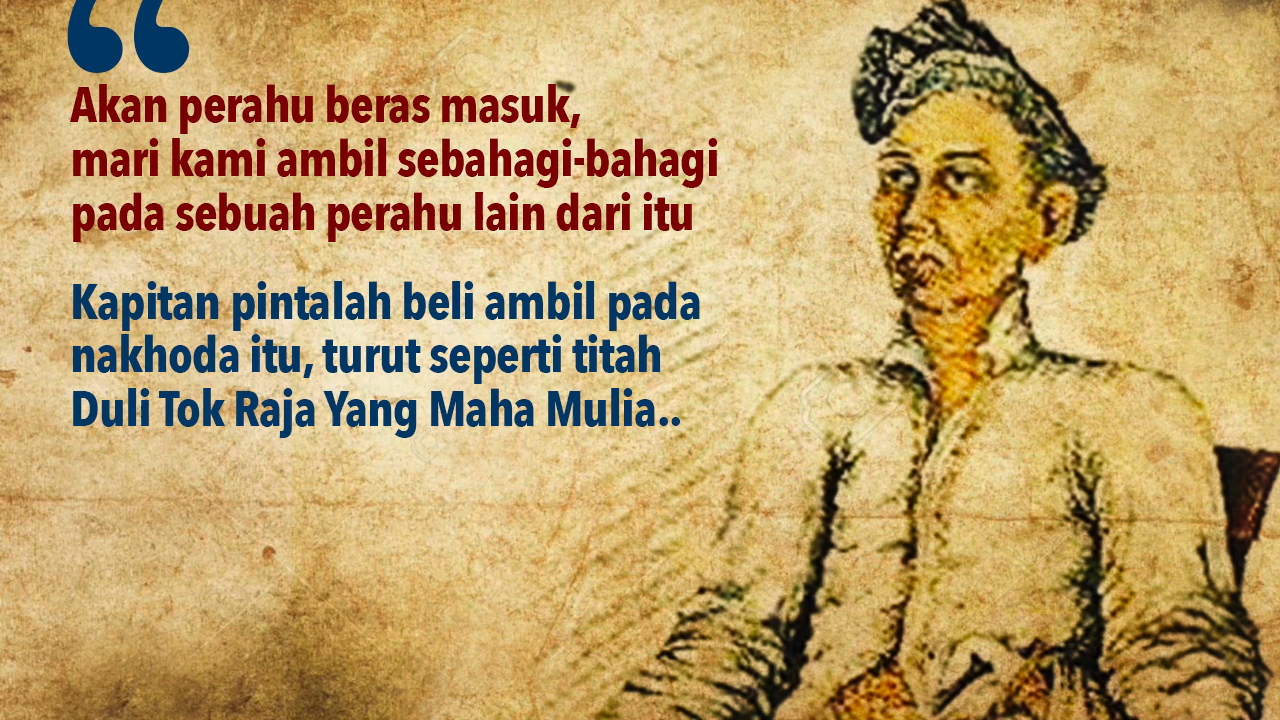 “
Akan perahu beras masuk,
mari kami ambil sebahagi-bahagi
pada sebuah perahu lain dari itu
Kapitan pintalah beli ambil pada
nakhoda itu, turut seperti titah
Duli Tok Raja Yang Maha Mulia..